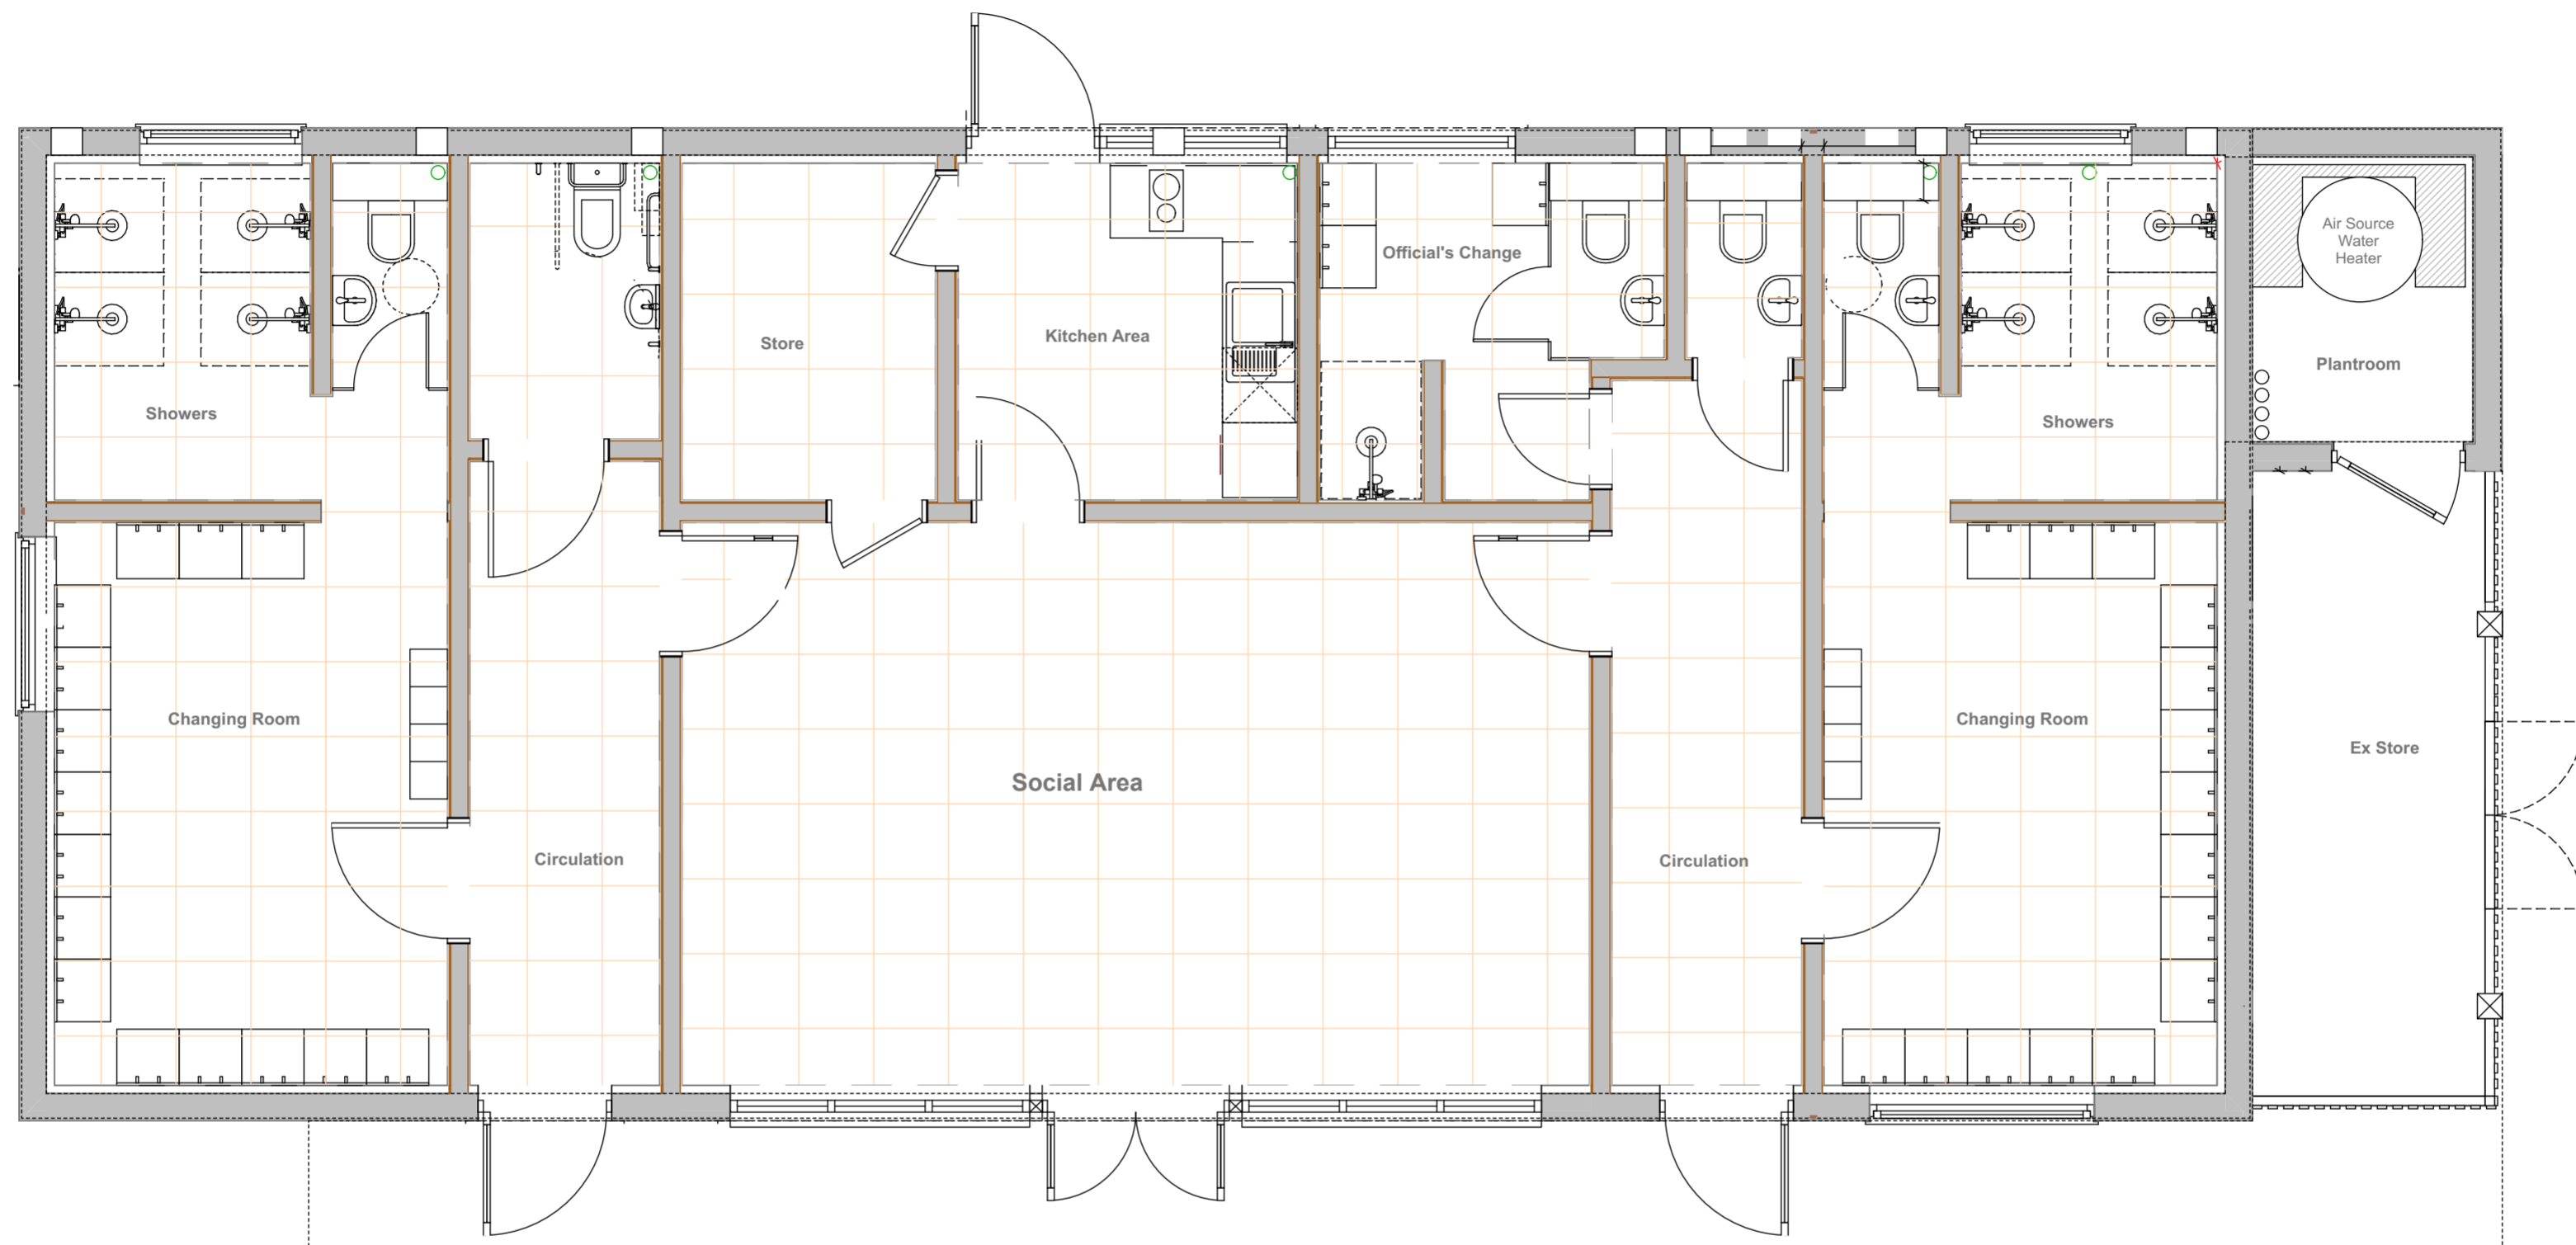 Air Source
Water
Heater
Official's Change
Kitchen Area
Store
Plantroom
Showers
Showers
Changing Room
Changing Room
Ex Store
Social Area
Circulation
Circulation